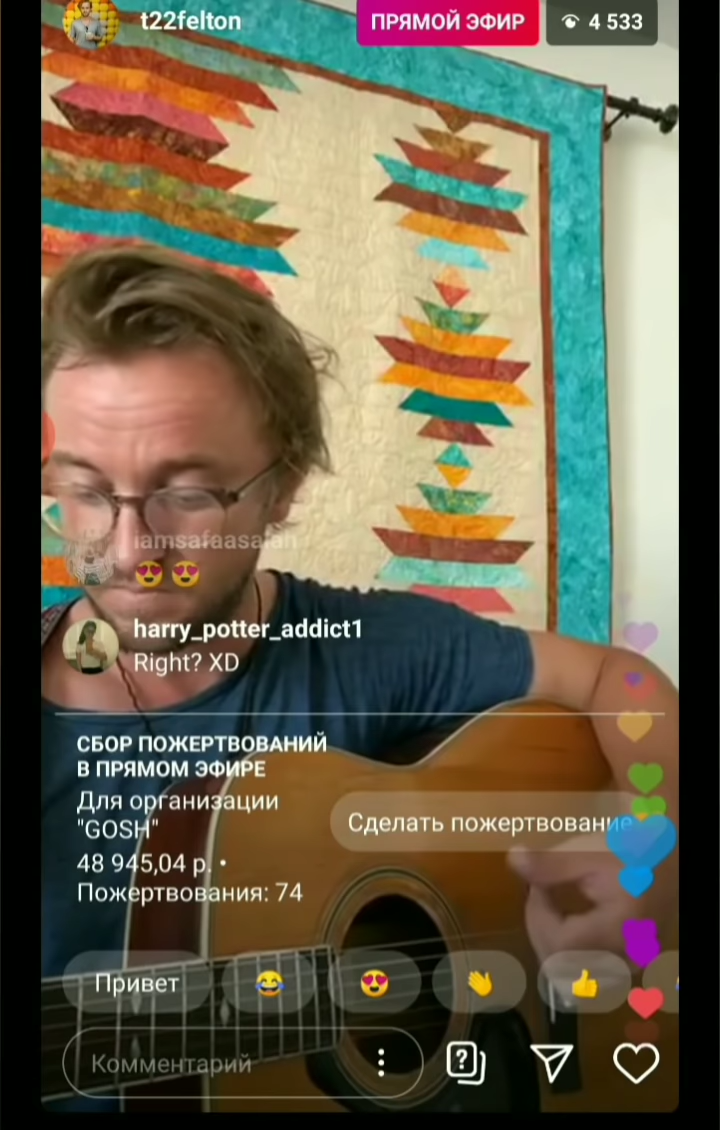 t22felton
ПРЯМОЙ ЭФИР
4 533
iamsafaasalah
harry_potter_addict1
Right? XD
СБОР ПОЖЕРТВОВАНИЙ
В ПРЯМОМ ЭФИРЕ
Для организации
"GOSH"
Сделать пожертвование
48 945,04 р. •
Пожертвования: 74
Привет
Комментарий